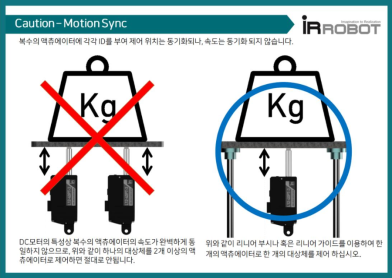 Caution – Motion Sync
Imagination to Realization
IR ROBOT
복수의 액츄에이터에 각각 ID를 부여 제어 위치는 동기화되나, 속도는 동기화 되지 않습니다.
Kg
Kg
DC모터의 특성상 복수의 액츄에이터의 속도가 완벽하게 동
일하지 않으므로, 위와 같이 하나의 대상체를 2개 이상의 액
츄에이터로 제어하면 절대로 안됩니다.
위와 같이 리니어 부시나 혹은 리니어 가이드를 이용하며 한
개의 액츄에이터로 한 개의 대상체를 제어 하십시오.